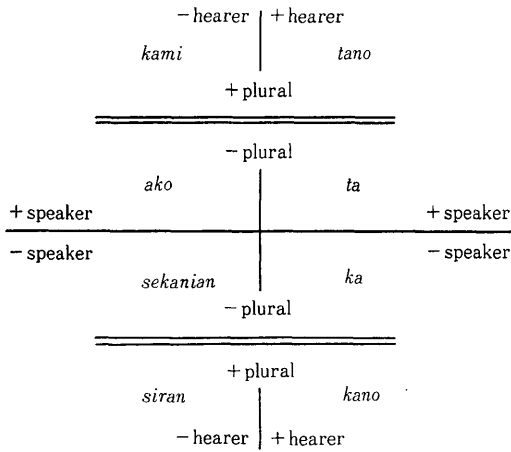 −hearer +hearer
kami tano
+plural
−plural
ako ta
+speaker +speaker
−speaker −speaker
sekanian ka
−plural
+plural
siran kano
−hearer +hearer